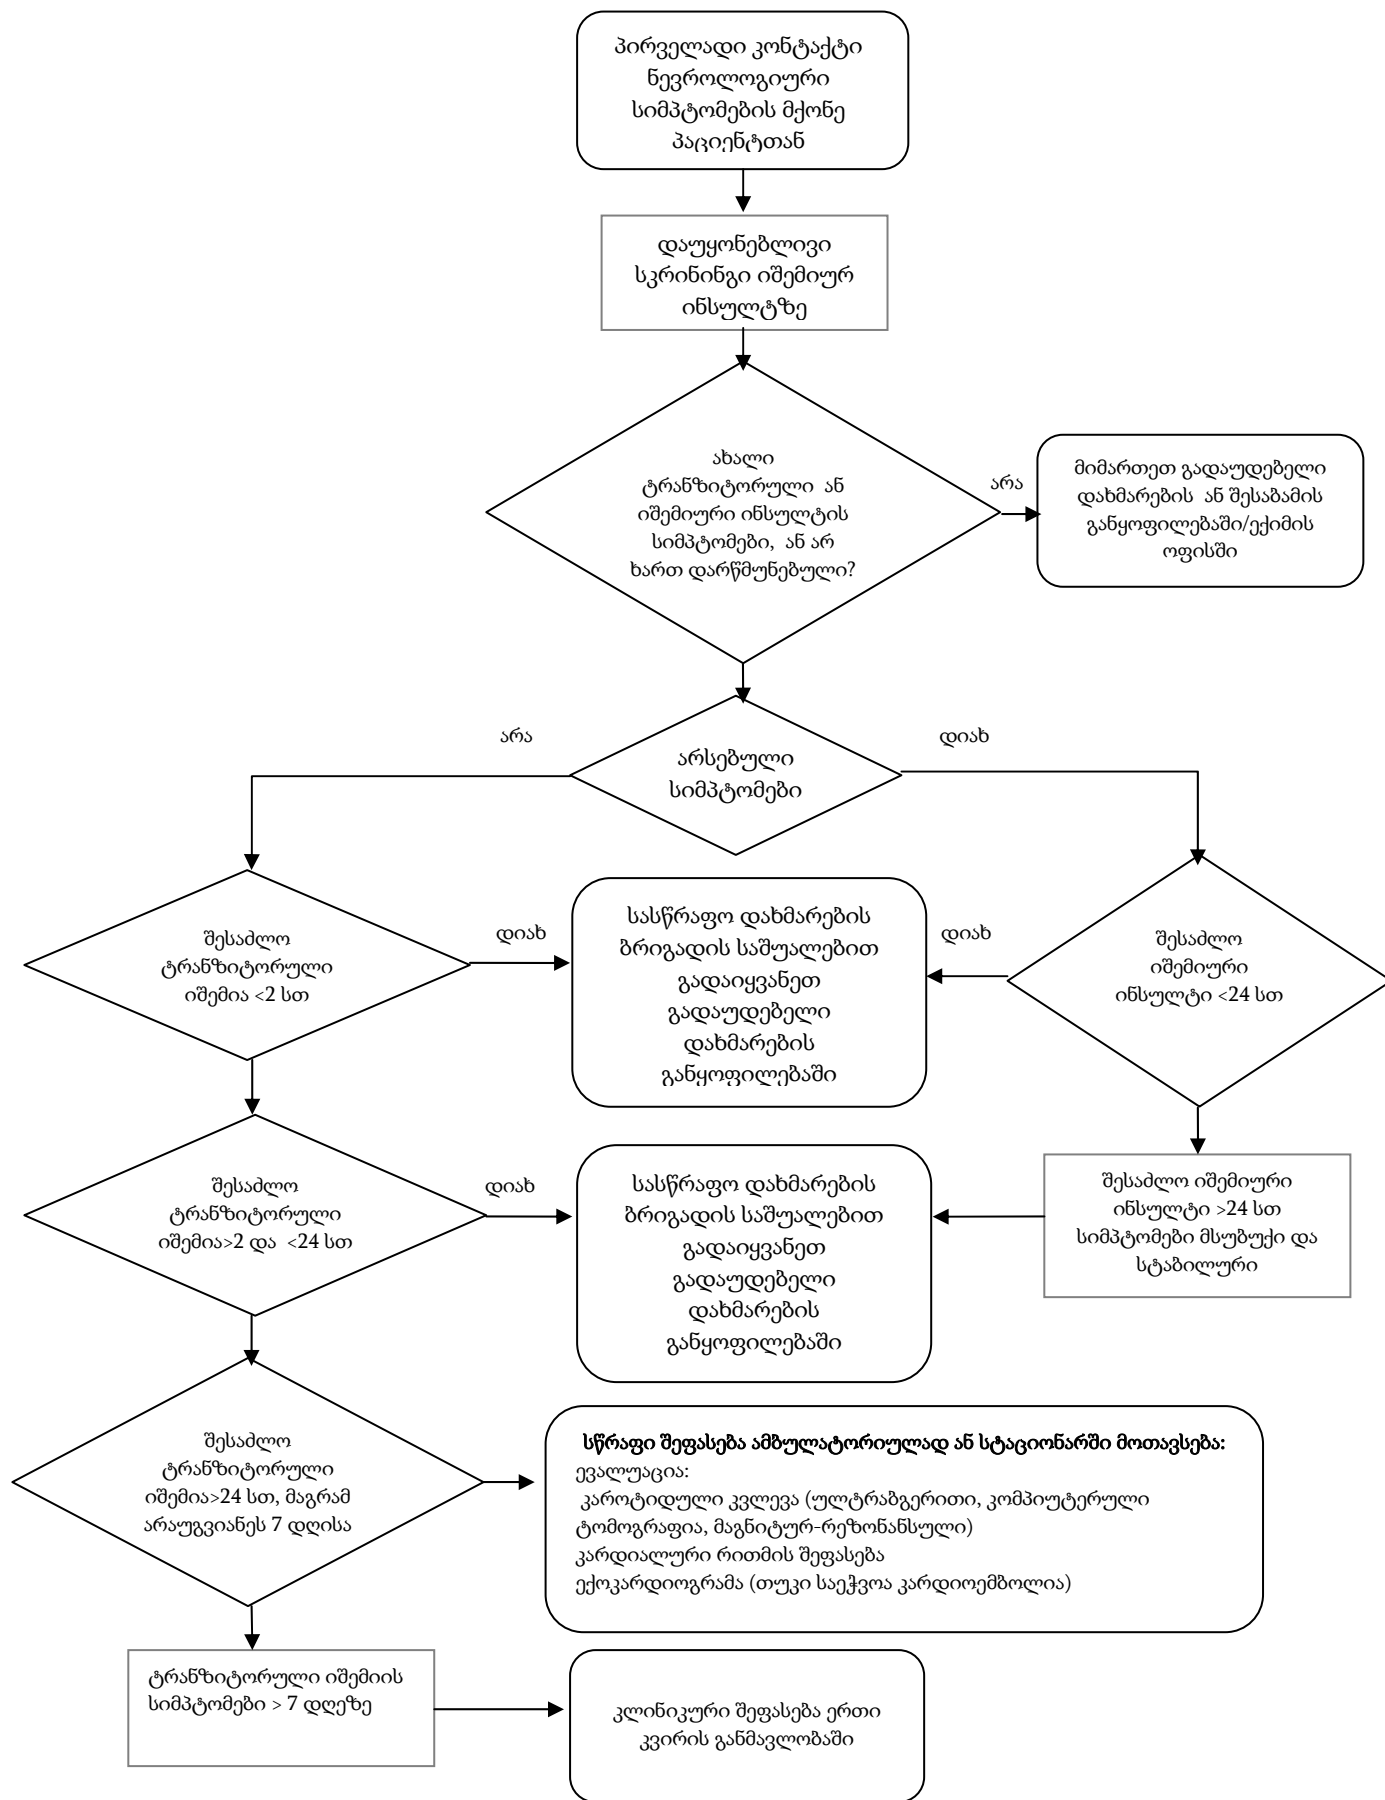 პირველადი კონტაქტი
ნევროლოგიური
სიმპტომების მქონე
პაციენტთან
დაუყონებლივი
სკრინინგი იშემიურ
ინსულტზე
ახალი
ტრანზიტორული ან
იშემიური ინსულტის
სიმპტომები, ან არ
ხართ დარწმუნებული?
არა
მიმართეთ გადაუდებელი
დახმარების ან შესაბამის
განყოფილებაში/ექიმის
ოფისში
არა
არსებული
სიმპტომები
დიახ
შესაძლო
ტრანზიტორული
იშემია <2 სთ
დიახ
სასწრაფო დახმარების
ბრიგადის საშუალებით
გადაიყვანეთ
გადაუდებელი
დახმარების
განყოფილებაში
დიახ
შესაძლო
იშემიური
ინსულტი <24 სთ
შესაძლო
ტრანზიტორული
იშემია>2 და <24 სთ
დიახ
სასწრაფო დახმარების
ბრიგადის საშუალებით
გადაიყვანეთ
გადაუდებელი
დახმარების
განყოფილებაში
შესაძლო იშემიური
ინსულტი >24 სთ
სიმპტომები მსუბუქი და
სტაბილური
შესაძლო
ტრანზიტორული
იშემია>24 სთ, მაგრამ
არაუგვიანეს 7 დღისა
სწრაფი შეფასება ამბულატორიულად ან სტაციონარში მოთავსება:
ევალუაცია:
კაროტიდული კვლევა (ულტრაბგერითი, კომპიუტერული
ტომოგრაფია, მაგნიტურ-რეზონანსული)
კარდიალური რითმის შეფასება
ექოკარდიოგრამა (თუკი საეჭვოა კარდიოემბოლია)
ტრანზიტორული იშემიის
სიმპტომები > 7 დღეზე
კლინიკური შეფასება ერთი
კვირის განმავლობაში